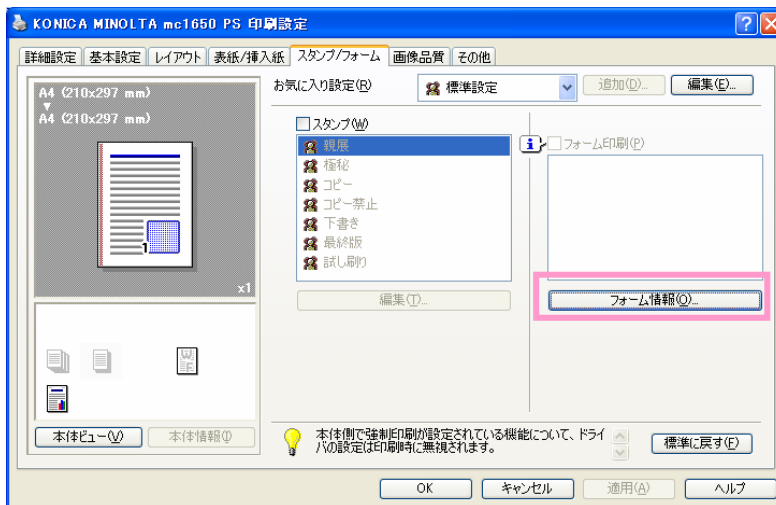 KONICA MINOLTA mc1650 PS 印刷設定
詳細設定 基本設定 レイアウト 表紙/挿入紙 スタンプ/フォーム 画像品質 その他
A4 (210x297 mm)
A4 (210x297 mm)
x1
本体ビュー(V) 本体情報(I)
お気に入り設定(R) 標準設定 追加(D)... 編集(E)...
スタンプ(W)
親展
極秘
コピー
コピー禁止
下書き
最終版
試し刷り
編集(T)...
フォーム印刷(P)
フォーム情報(O)...
本体側で強制印刷が設定されている機能について、ドライ
バの設定は印刷時に無視されます。
標準に戻す(F)
OK キャンセル 適用(A) ヘルプ